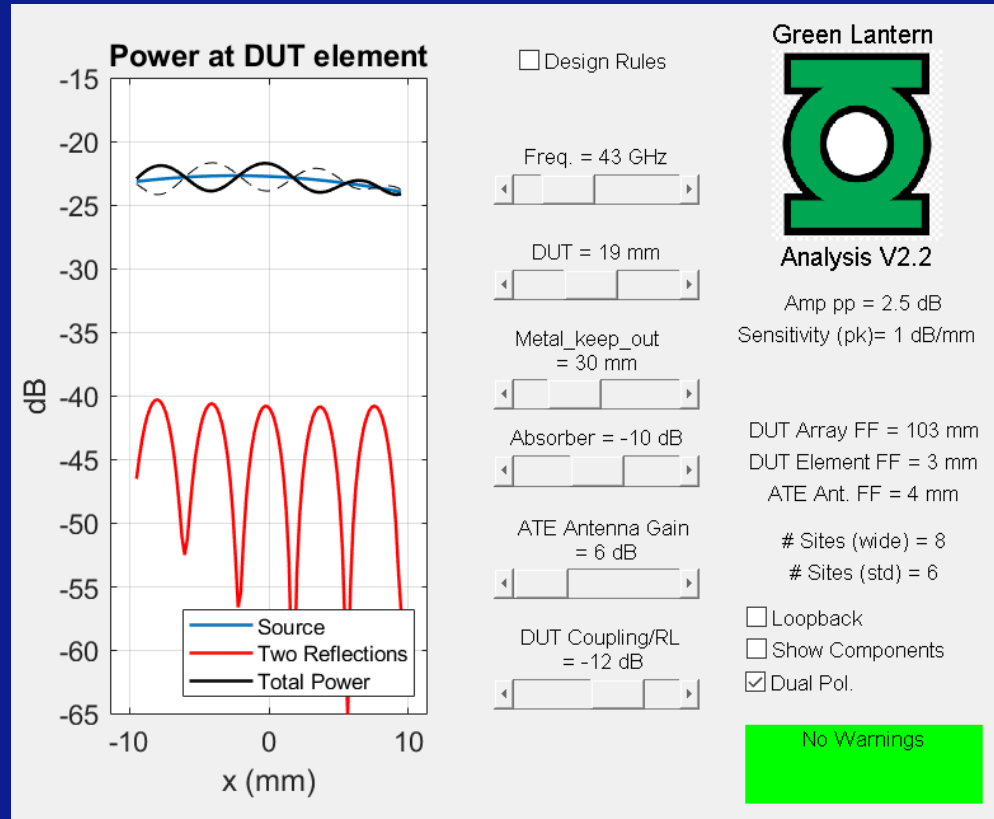 Power at DUT element
-15
-20
-25
-30
-35
-40
-45
-50
-55
-60
-65
dB
-10
0
10
x (mm)
Source
Two Reflections
Total Power
Design Rules
Freq. = 43 GHz
DUT = 19 mm
Metal_keep_out
= 30 mm
Absorber = -10 dB
ATE Antenna Gain
= 6 dB
DUT Coupling/RL
= -12 dB
Green Lantern
Analysis V2.2
Amp pp = 2.5 dB
Sensitivity (pk)= 1 dB/mm
DUT Array FF = 103 mm
DUT Element FF = 3 mm
ATE Ant. FF = 4 mm
# Sites (wide) = 8
# Sites (std) = 6
Loopback
Show Components
Dual Pol.
No Warnings